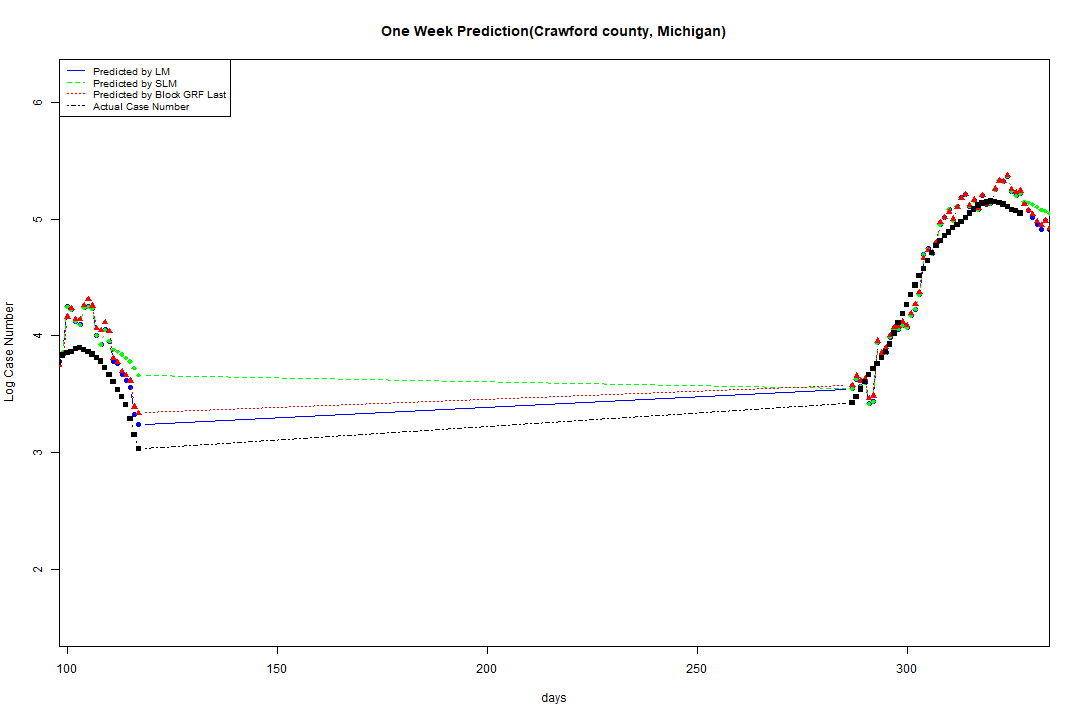 One Week Prediction(Crawford county, Michigan)
Predicted by LM
Predicted by SLM
Predicted by Block GRF Last
Actual Case Number
Log Case Number
6
5
4
3
2
100 150 200 250 300
days